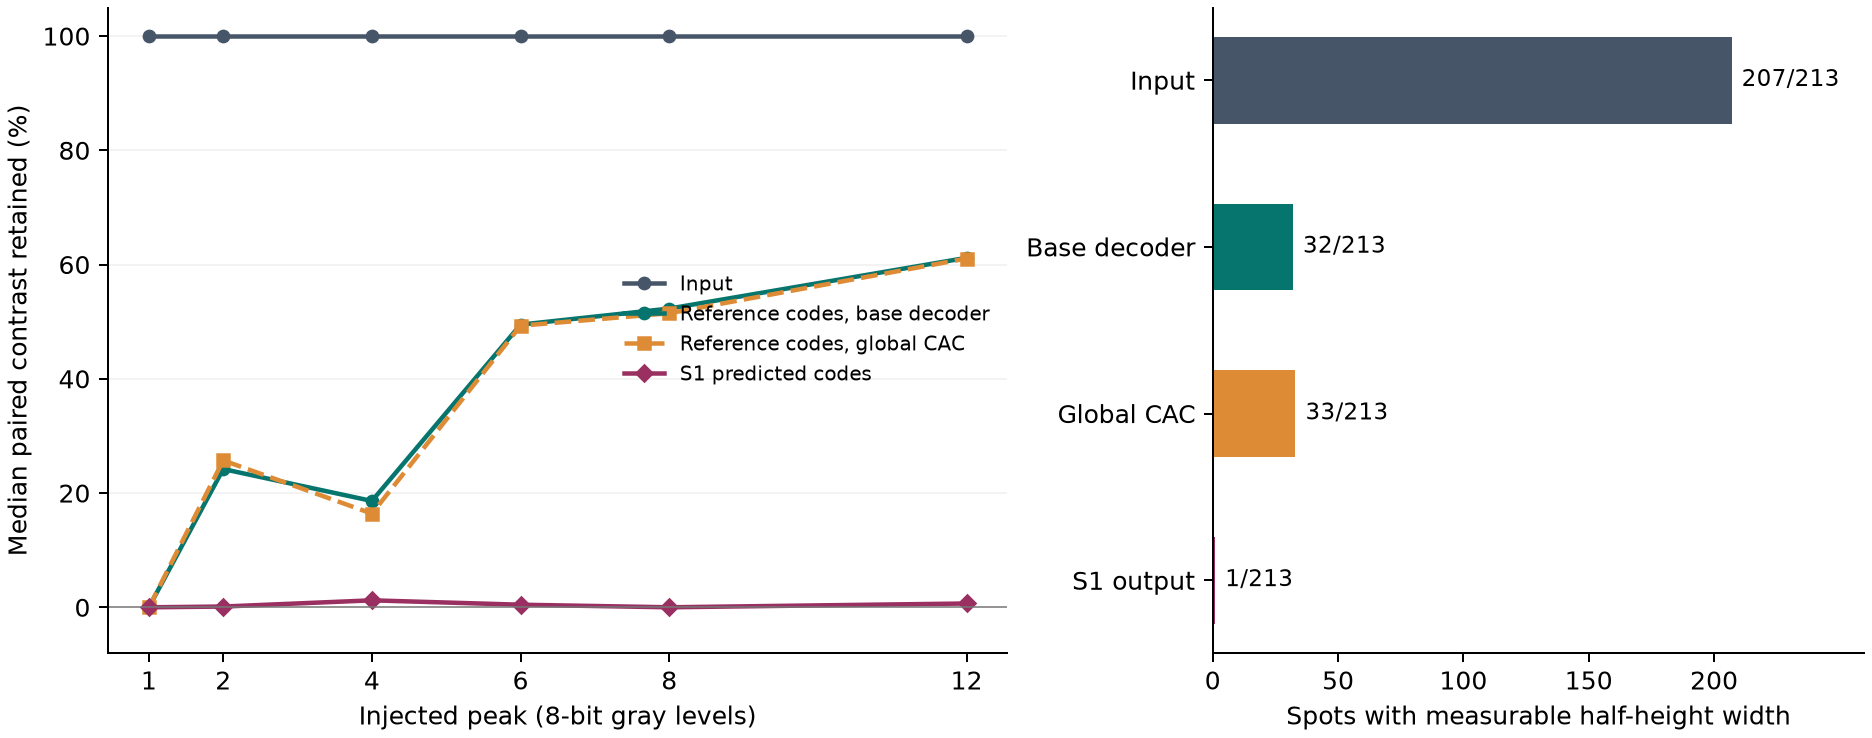 Median paired contrast retained (%)
100
80
60
40
20
0
1 2 4 6 8 12
Injected peak (8-bit gray levels)
Input
Reference codes, base decoder
Reference codes, global CAC
S1 predicted codes
Input 207/213
Base decoder 32/213
Global CAC 33/213
S1 output 1/213
0 50 100 150 200
Spots with measurable half-height width